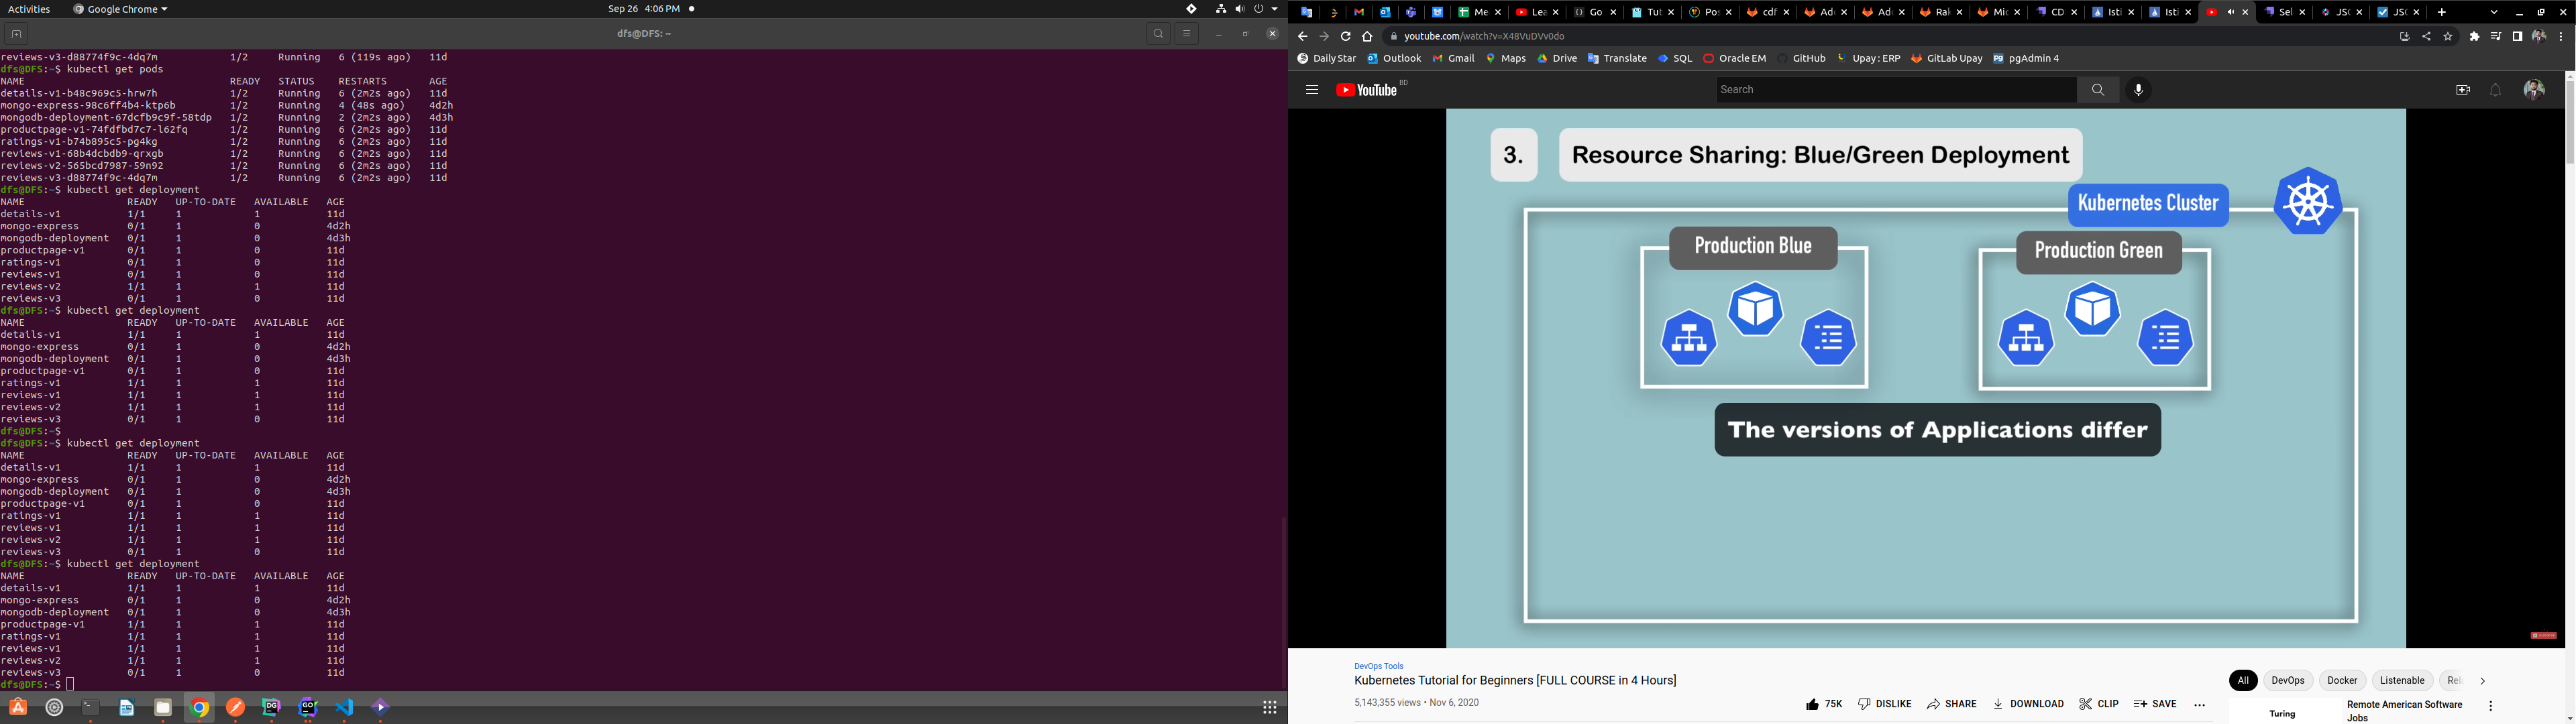 Activities
Google Chrome
Sep 26 4:06 PM
dfs@DFS: ~
reviews-v3-d88774f9c-4dq7m 1/2 Running 6 (119s ago) 11d
dfs@DFS:~$ kubectl get pods
NAME READY STATUS RESTARTS AGE
details-v1-b48c969c5-hrw7h 1/2 Running 6 (2m2s ago) 11d
mongo-express-98c6ff4b4-ktp6b 1/2 Running 4 (48s ago) 4d2h
mongodb-deployment-67dcfb9c9f-58tdp 1/2 Running 2 (2m2s ago) 4d3h
productpage-v1-74fdfbd7c7-l62fq 1/2 Running 6 (2m2s ago) 11d
ratings-v1-b74b895c5-pg4kg 1/2 Running 6 (2m2s ago) 11d
reviews-v1-68b4dcbdb9-qrxgb 1/2 Running 6 (2m2s ago) 11d
reviews-v2-565bcd7987-59n92 1/2 Running 6 (2m2s ago) 11d
reviews-v3-d88774f9c-4dq7m 1/2 Running 6 (2m2s ago) 11d
dfs@DFS:~$ kubectl get deployment
NAME READY UP-TO-DATE AVAILABLE AGE
details-v1 1/1 1 1 11d
mongo-express 0/1 1 0 4d2h
mongodb-deployment 0/1 1 0 4d3h
productpage-v1 0/1 1 0 11d
ratings-v1 0/1 1 0 11d
reviews-v1 0/1 1 0 11d
reviews-v2 1/1 1 1 11d
reviews-v3 0/1 1 0 11d
dfs@DFS:~$ kubectl get deployment
NAME READY UP-TO-DATE AVAILABLE AGE
details-v1 1/1 1 1 11d
mongo-express 0/1 1 0 4d2h
mongodb-deployment 0/1 1 0 4d3h
productpage-v1 0/1 1 0 11d
ratings-v1 1/1 1 1 11d
reviews-v1 1/1 1 1 11d
reviews-v2 1/1 1 1 11d
reviews-v3 0/1 1 0 11d
dfs@DFS:~$
dfs@DFS:~$ kubectl get deployment
NAME READY UP-TO-DATE AVAILABLE AGE
details-v1 1/1 1 1 11d
mongo-express 0/1 1 0 4d2h
mongodb-deployment 0/1 1 0 4d3h
productpage-v1 0/1 1 0 11d
ratings-v1 1/1 1 1 11d
reviews-v1 1/1 1 1 11d
reviews-v2 1/1 1 1 11d
reviews-v3 0/1 1 0 11d
dfs@DFS:~$ kubectl get deployment
NAME READY UP-TO-DATE AVAILABLE AGE
details-v1 1/1 1 1 11d
mongo-express 0/1 1 0 4d2h
mongodb-deployment 0/1 1 0 4d3h
productpage-v1 1/1 1 1 11d
ratings-v1 1/1 1 1 11d
reviews-v1 1/1 1 1 11d
reviews-v2 1/1 1 1 11d
reviews-v3 0/1 1 0 11d
dfs@DFS:~$
DG
GO
Me Lea Go Tut Pos cdf Ade Ade Rak Mic CD Isti Isti Sel JSC JSC
youtube.com/watch?v=X48VuDVv0do
Daily Star Outlook Gmail Maps Drive Translate SQL Oracle EM GitHub Upay : ERP GitLab Upay pgAdmin 4
YouTube BD
Search
3. Resource Sharing: Blue/Green Deployment
Kubernetes Cluster
Production Blue
Production Green
The versions of Applications differ
DevOps Tools
Kubernetes Tutorial for Beginners [FULL COURSE in 4 Hours]
5,143,355 views • Nov 6, 2020
75K DISLIKE SHARE DOWNLOAD CLIP SAVE
All DevOps Docker Listenable Rel
Turing
Remote American Software
Jobs